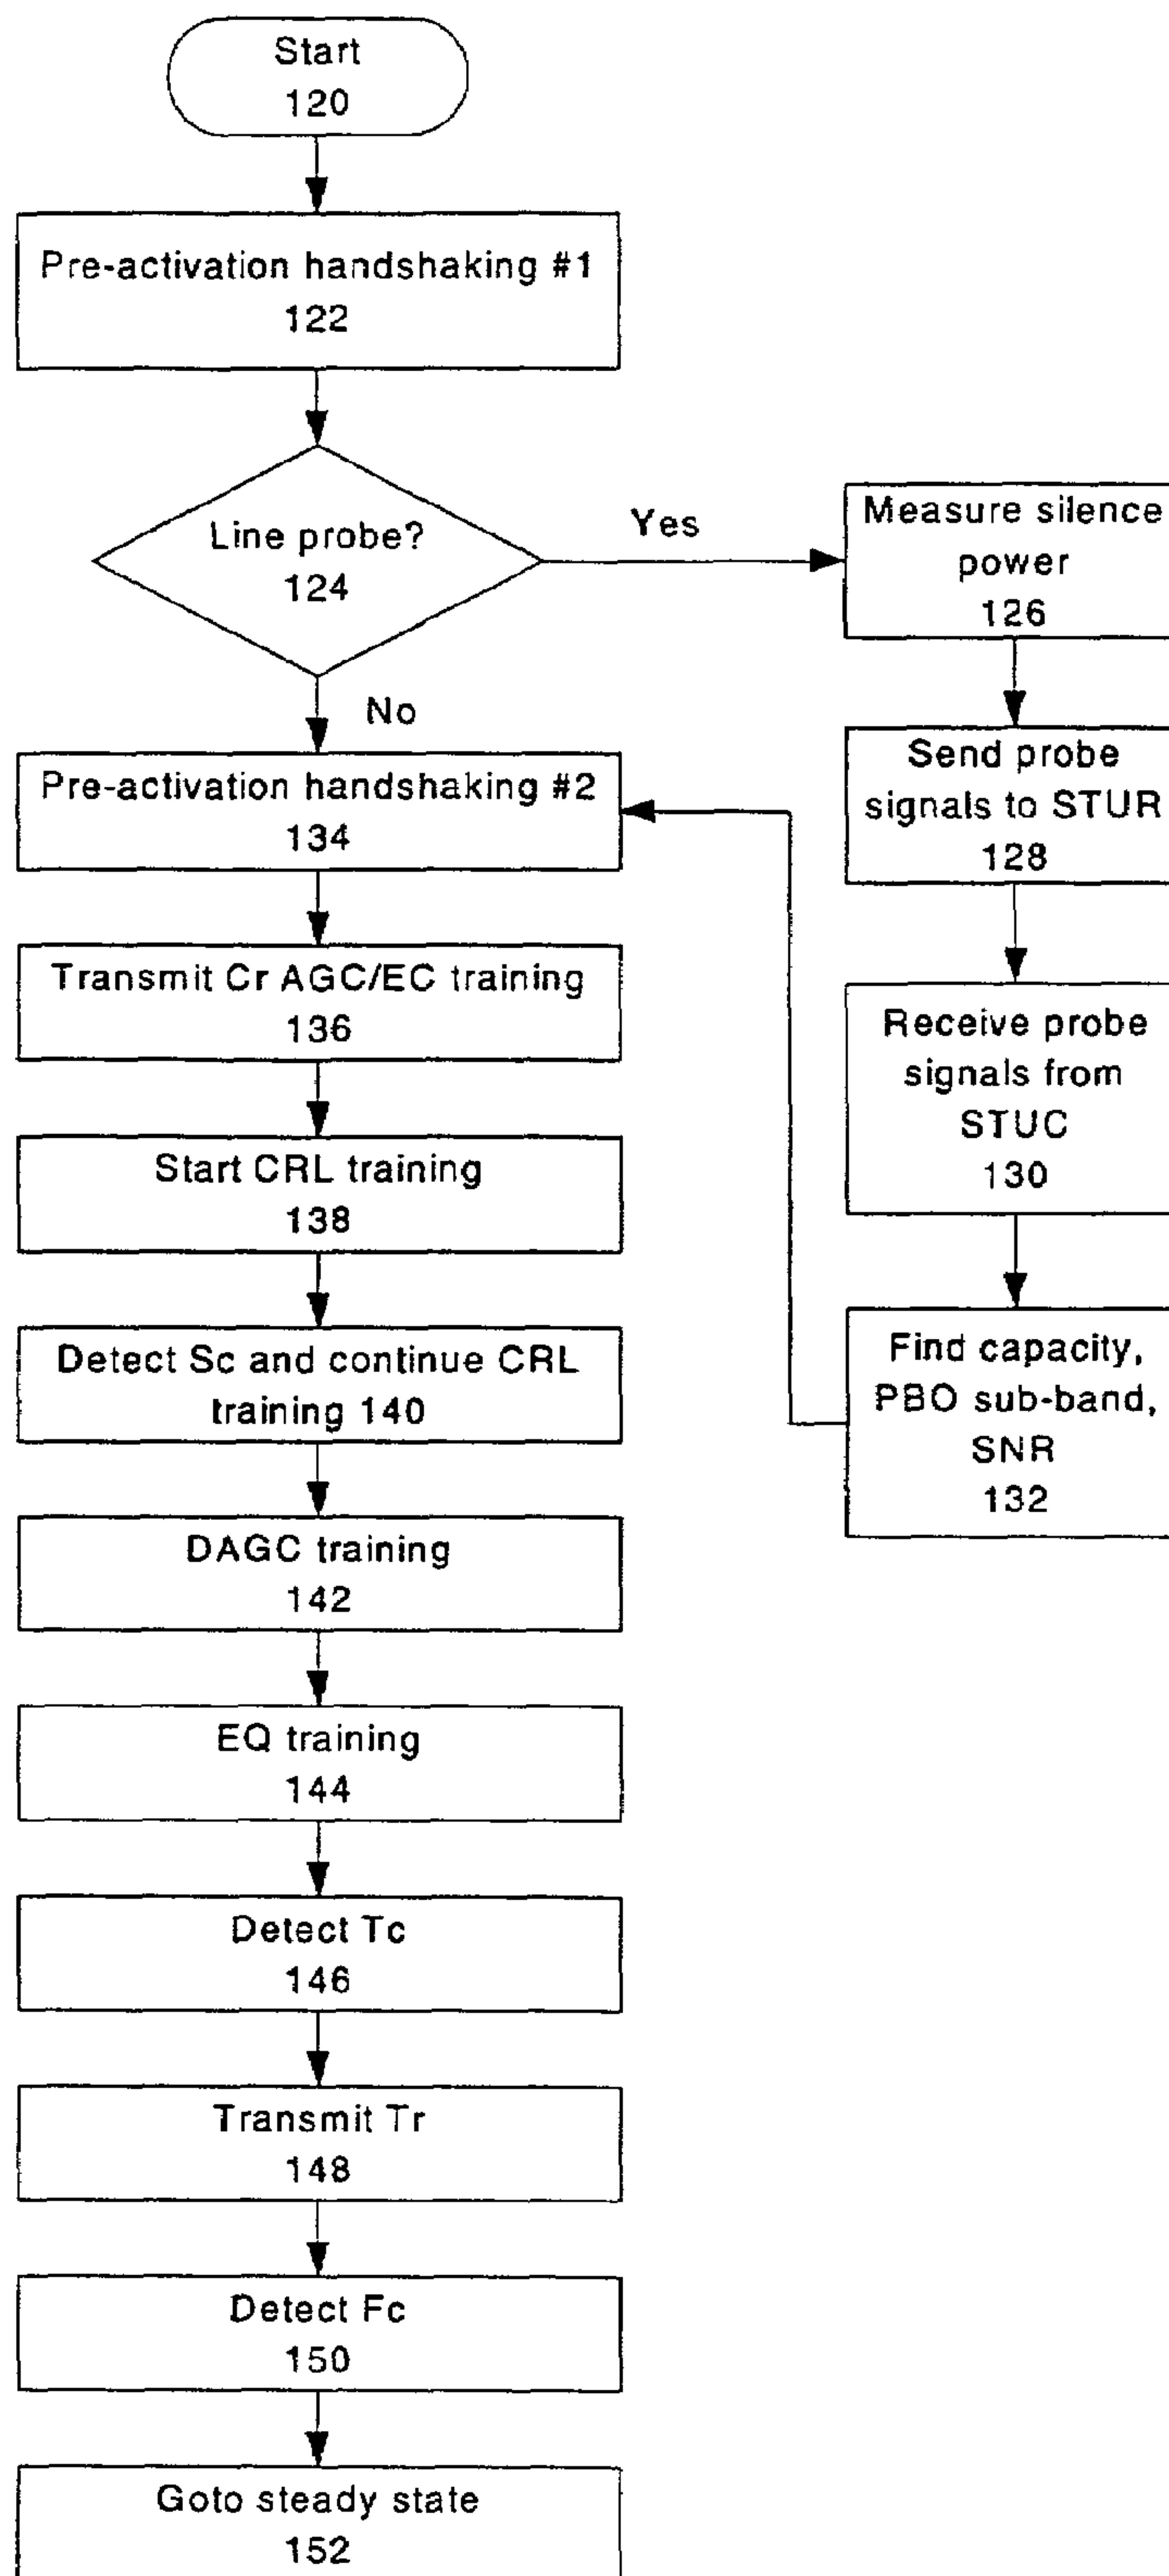 Start
120
Pre-activation handshaking #1
122
Line probe?
124
Yes
No
Measure silence
power
126
Send probe
signals to STUR
128
Receive probe
signals from
STUC
130
Find capacity,
PBO sub-band,
SNR
132
Pre-activation handshaking #2
134
Transmit Cr AGC/EC training
136
Start CRL training
138
Detect Sc and continue CRL
training 140
DAGC training
142
EQ training
144
Detect Tc
146
Transmit Tr
148
Detect Fc
150
Goto steady state
152